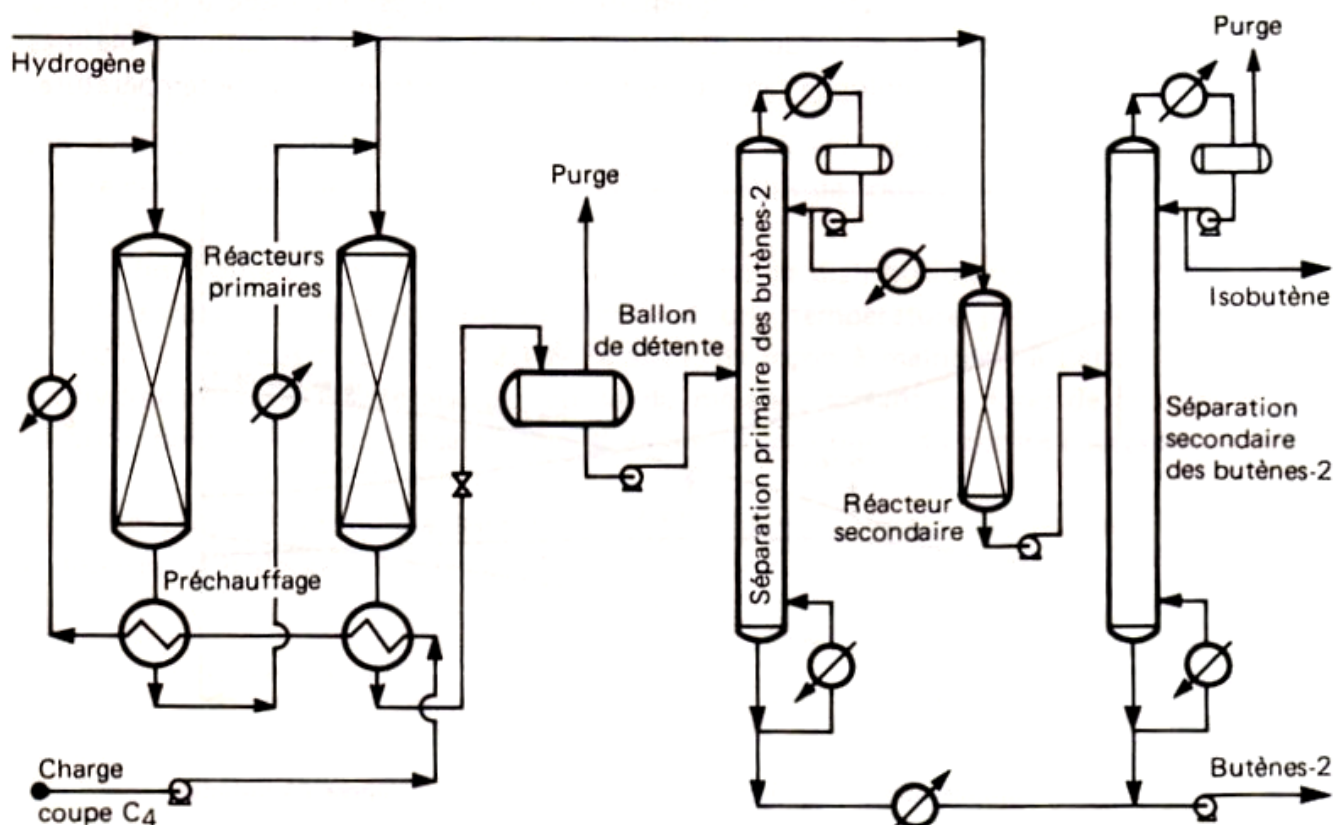 Hydrogène
Purge
Réacteurs
primaires
Purge
Ballon
de détente
Séparation primaire des butènes-2
Isobutène
Séparation
secondaire
des butènes-2
Réacteur
secondaire
Préchauffage
Charge
coupe C₄
Butènes-2